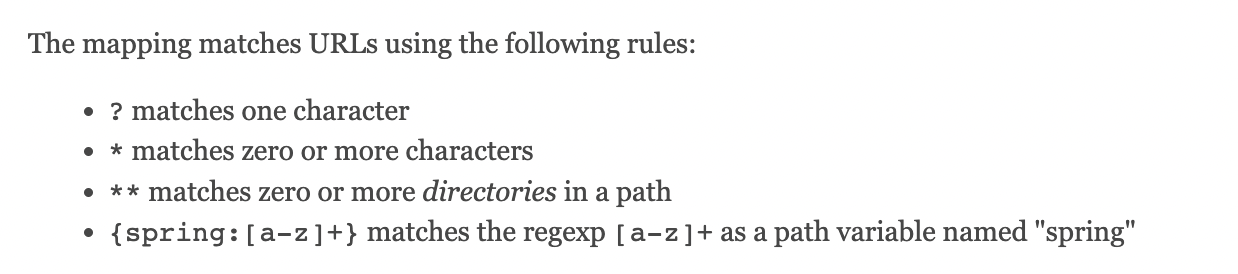 The mapping matches URLs using the following rules:
• ? matches one character
• * matches zero or more characters
• ** matches zero or more directories in a path
• {spring:[a-z]+} matches the regexp [a-z]+ as a path variable named "spring"